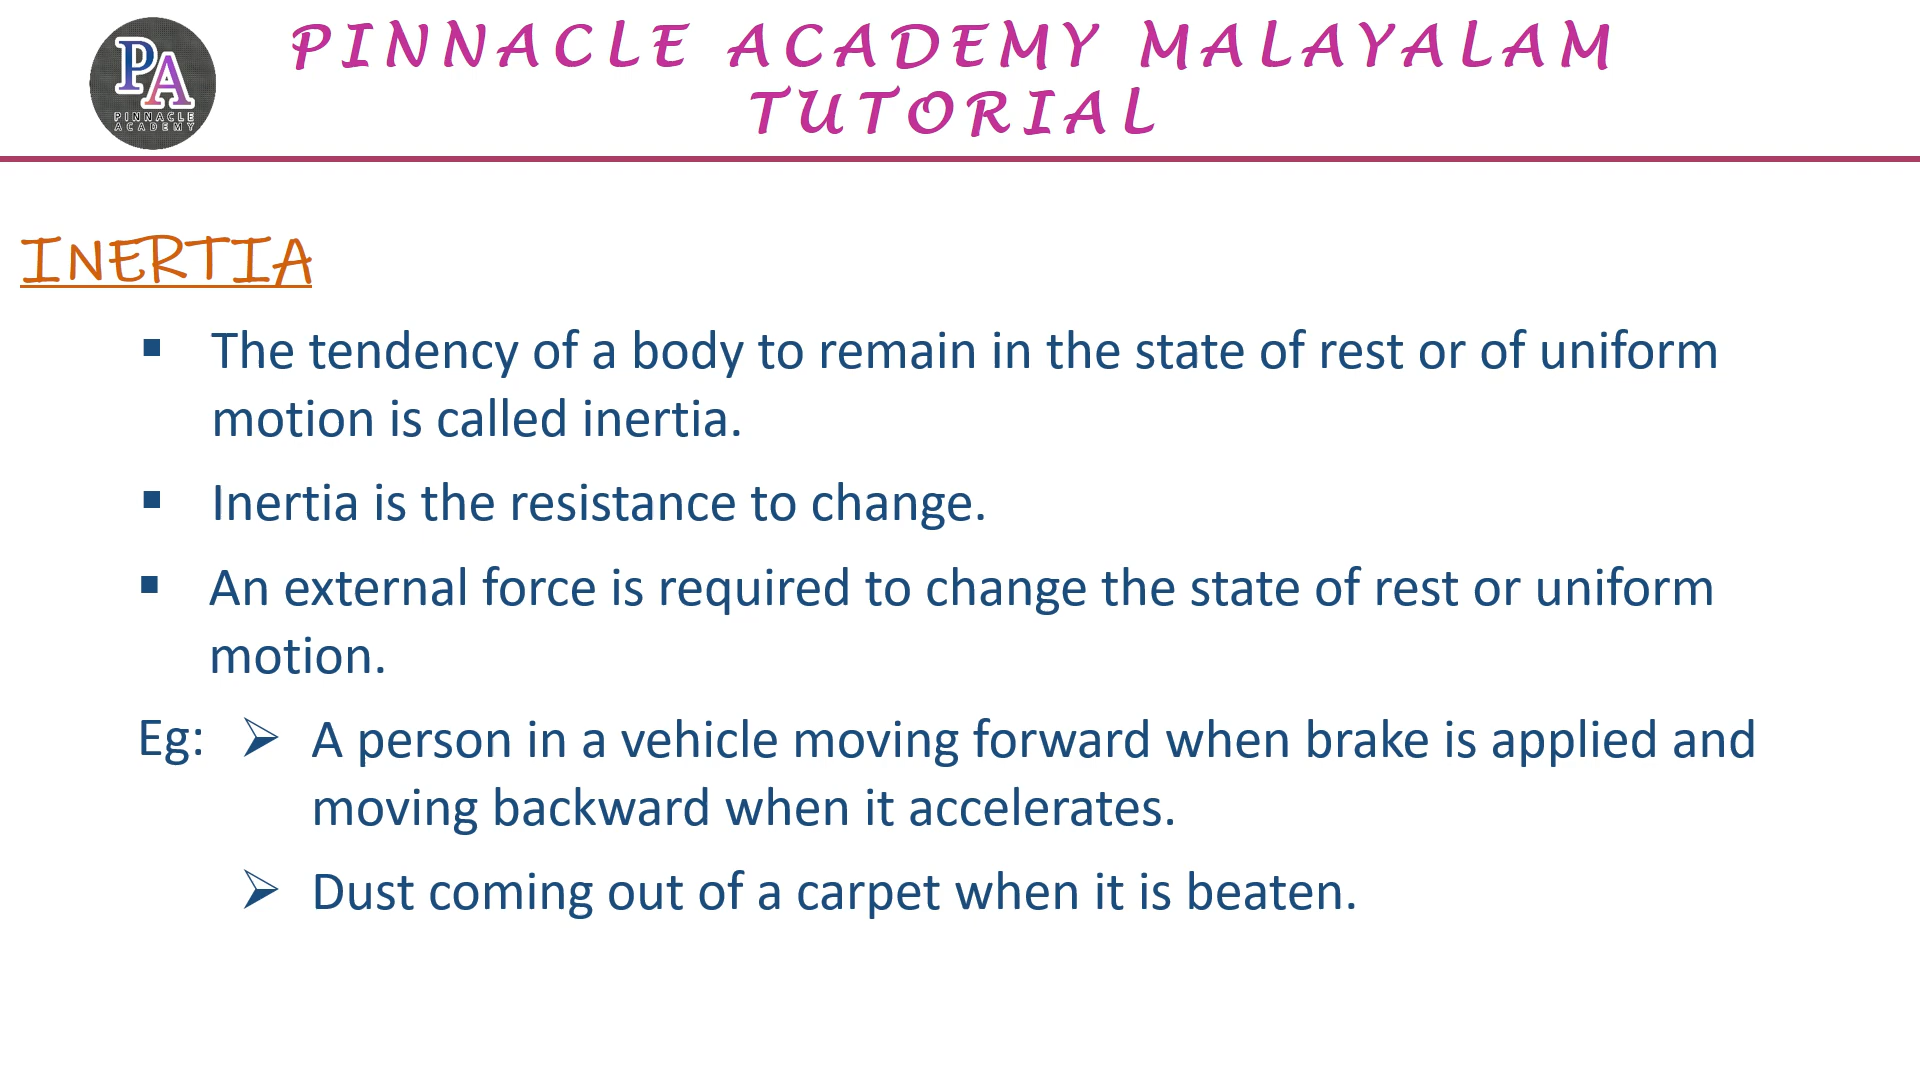 PA
PINNACLE
ACADEMY
PINNACLE ACADEMY MALAYALAM
TUTORIAL
INERTIA
▪ The tendency of a body to remain in the state of rest or of uniform
motion is called inertia.
▪ Inertia is the resistance to change.
▪ An external force is required to change the state of rest or uniform
motion.
Eg: ➢ A person in a vehicle moving forward when brake is applied and
moving backward when it accelerates.
➢ Dust coming out of a carpet when it is beaten.